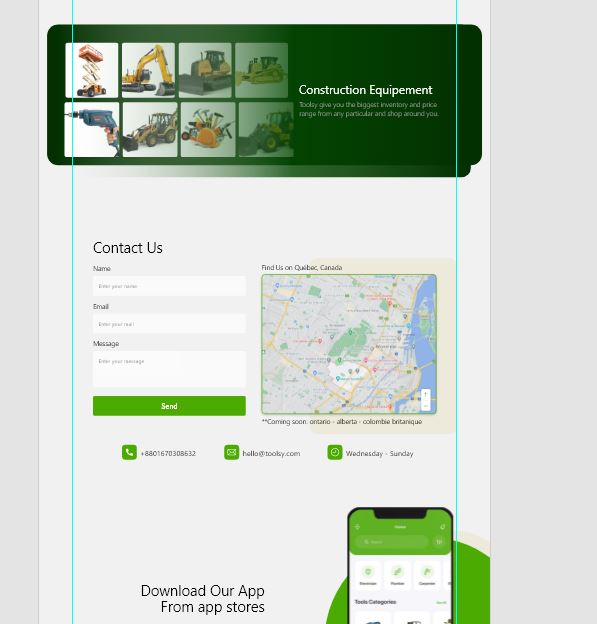 Construction Equipement
Toolsy give you the biggest inventory and price
range from any particular and shop around you.
Contact Us
Name
Enter your name
Email
Enter your mail
Message
Enter your message
Send
Find Us on Québec, Canada
**Coming soon: ontario - alberta - colombie britanique
+8801670308632
hello@toolsy.com
Wednesday - Sunday
Download Our App
From app stores
Home
Search
Electrician
Plumber
Carpenter
Tools Categories